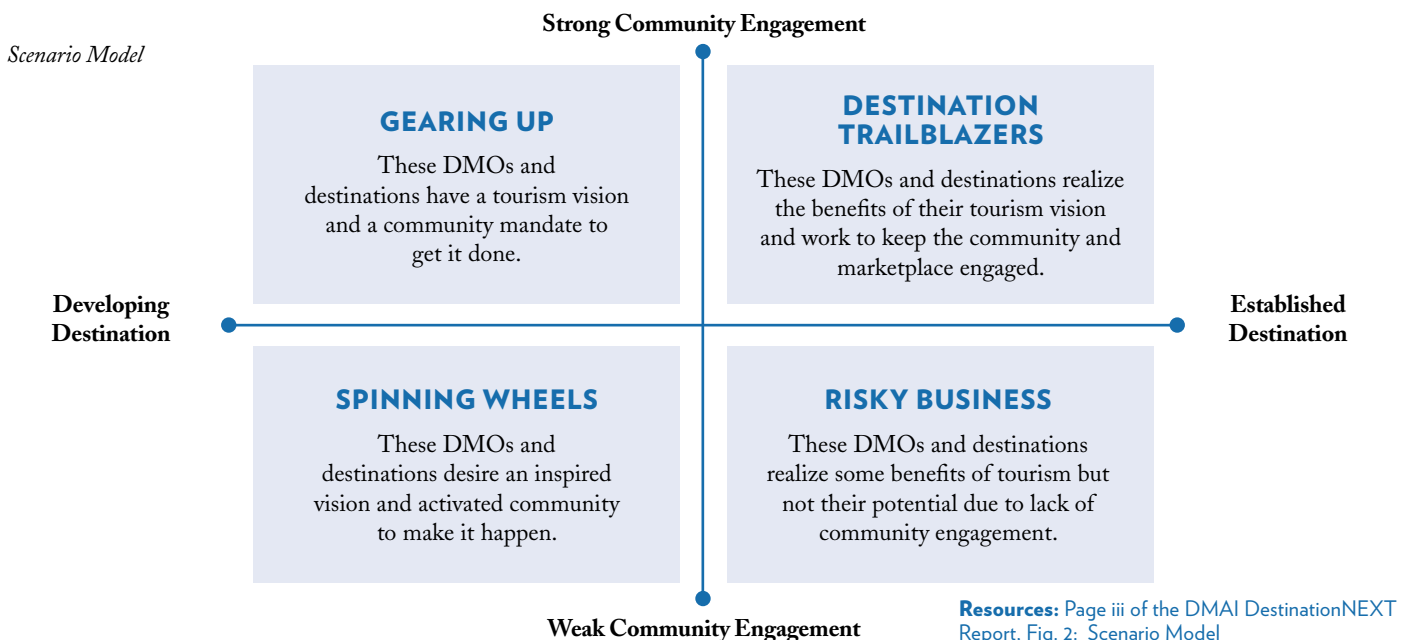 Strong Community Engagement
Scenario Model
GEARING UP
These DMOs and
destinations have a tourism vision
and a community mandate to
get it done.
DESTINATION
TRAILBLAZERS
These DMOs and destinations realize
the benefits of their tourism vision
and work to keep the community and
marketplace engaged.
Developing
Destination
Established
Destination
SPINNING WHEELS
These DMOs and
destinations desire an inspired
vision and activated community
to make it happen.
RISKY BUSINESS
These DMOs and destinations
realize some benefits of tourism but
not their potential due to lack of
community engagement.
Weak Community Engagement
Resources: Page iii of the DMAI DestinationNEXT
Report, Fig. 2: Scenario Model